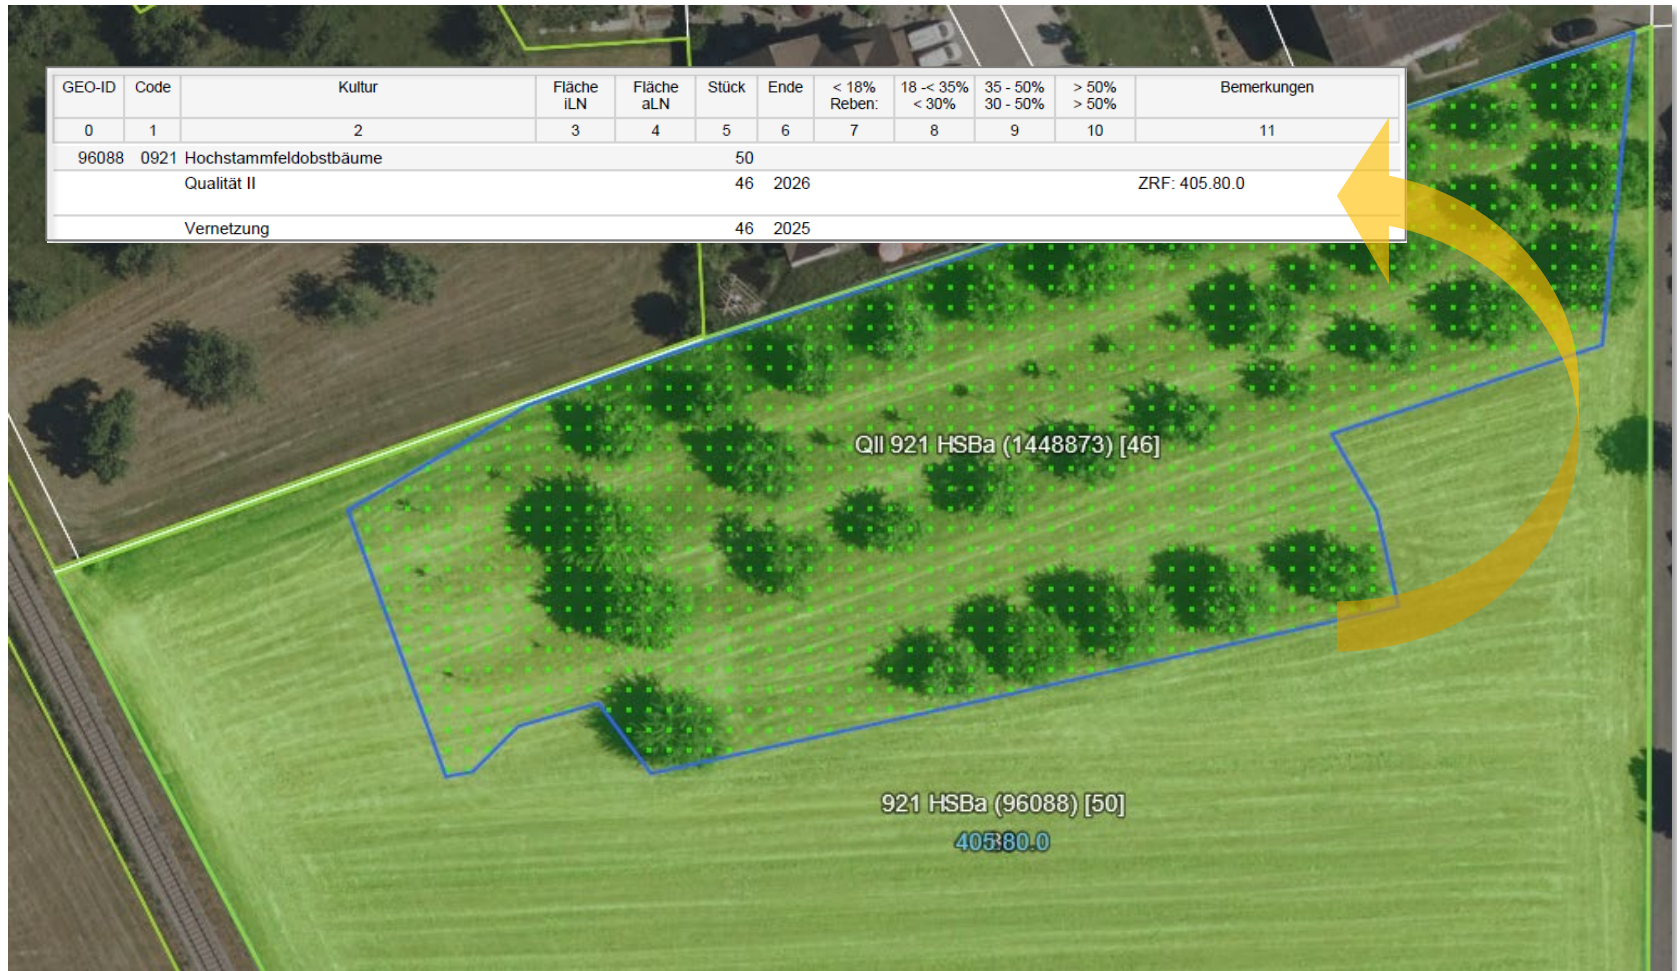 GEO-ID Code Kultur Fläche iLN Fläche aLN Stück Ende < 18% Reben: 18 -< 35% < 30% 35 - 50% 30 - 50% > 50% > 50% Bemerkungen
0 1 2 3 4 5 6 7 8 9 10 11
96088 0921 Hochstammfeldobstbäume 50
Qualität II 46 2026 ZRF: 405.80.0
Vernetzung 46 2025
QII 921 HSBa (1448873) [46]
921 HSBa (96088) [50]
405.80.0